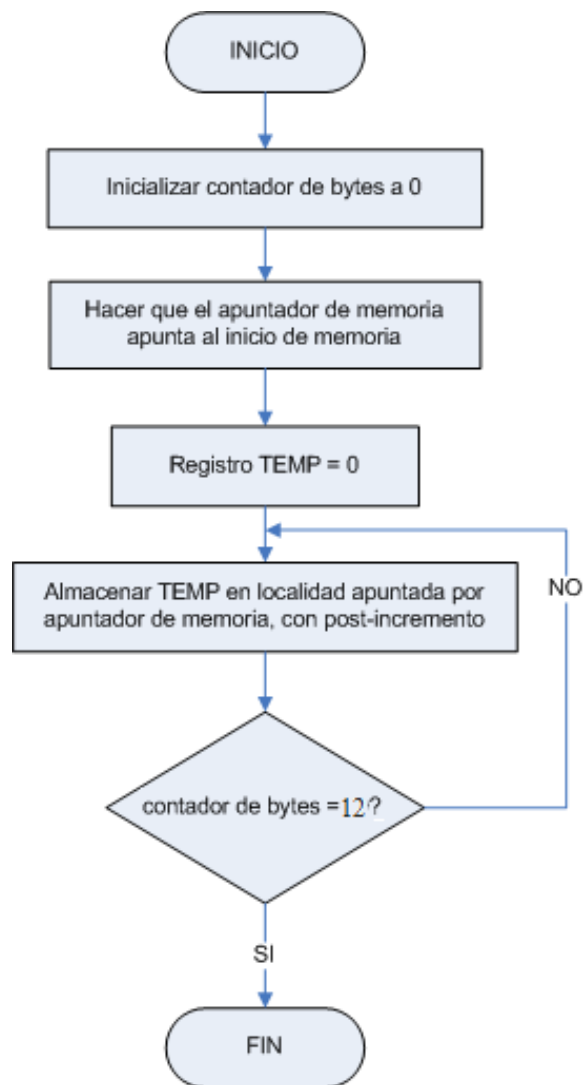 INICIO
Inicializar contador de bytes a 0
Hacer que el apuntador de memoria
apunta al inicio de memoria
Registro TEMP = 0
Almacenar TEMP en localidad apuntada por
apuntador de memoria, con post-incremento
NO
contador de bytes =12?
SI
FIN